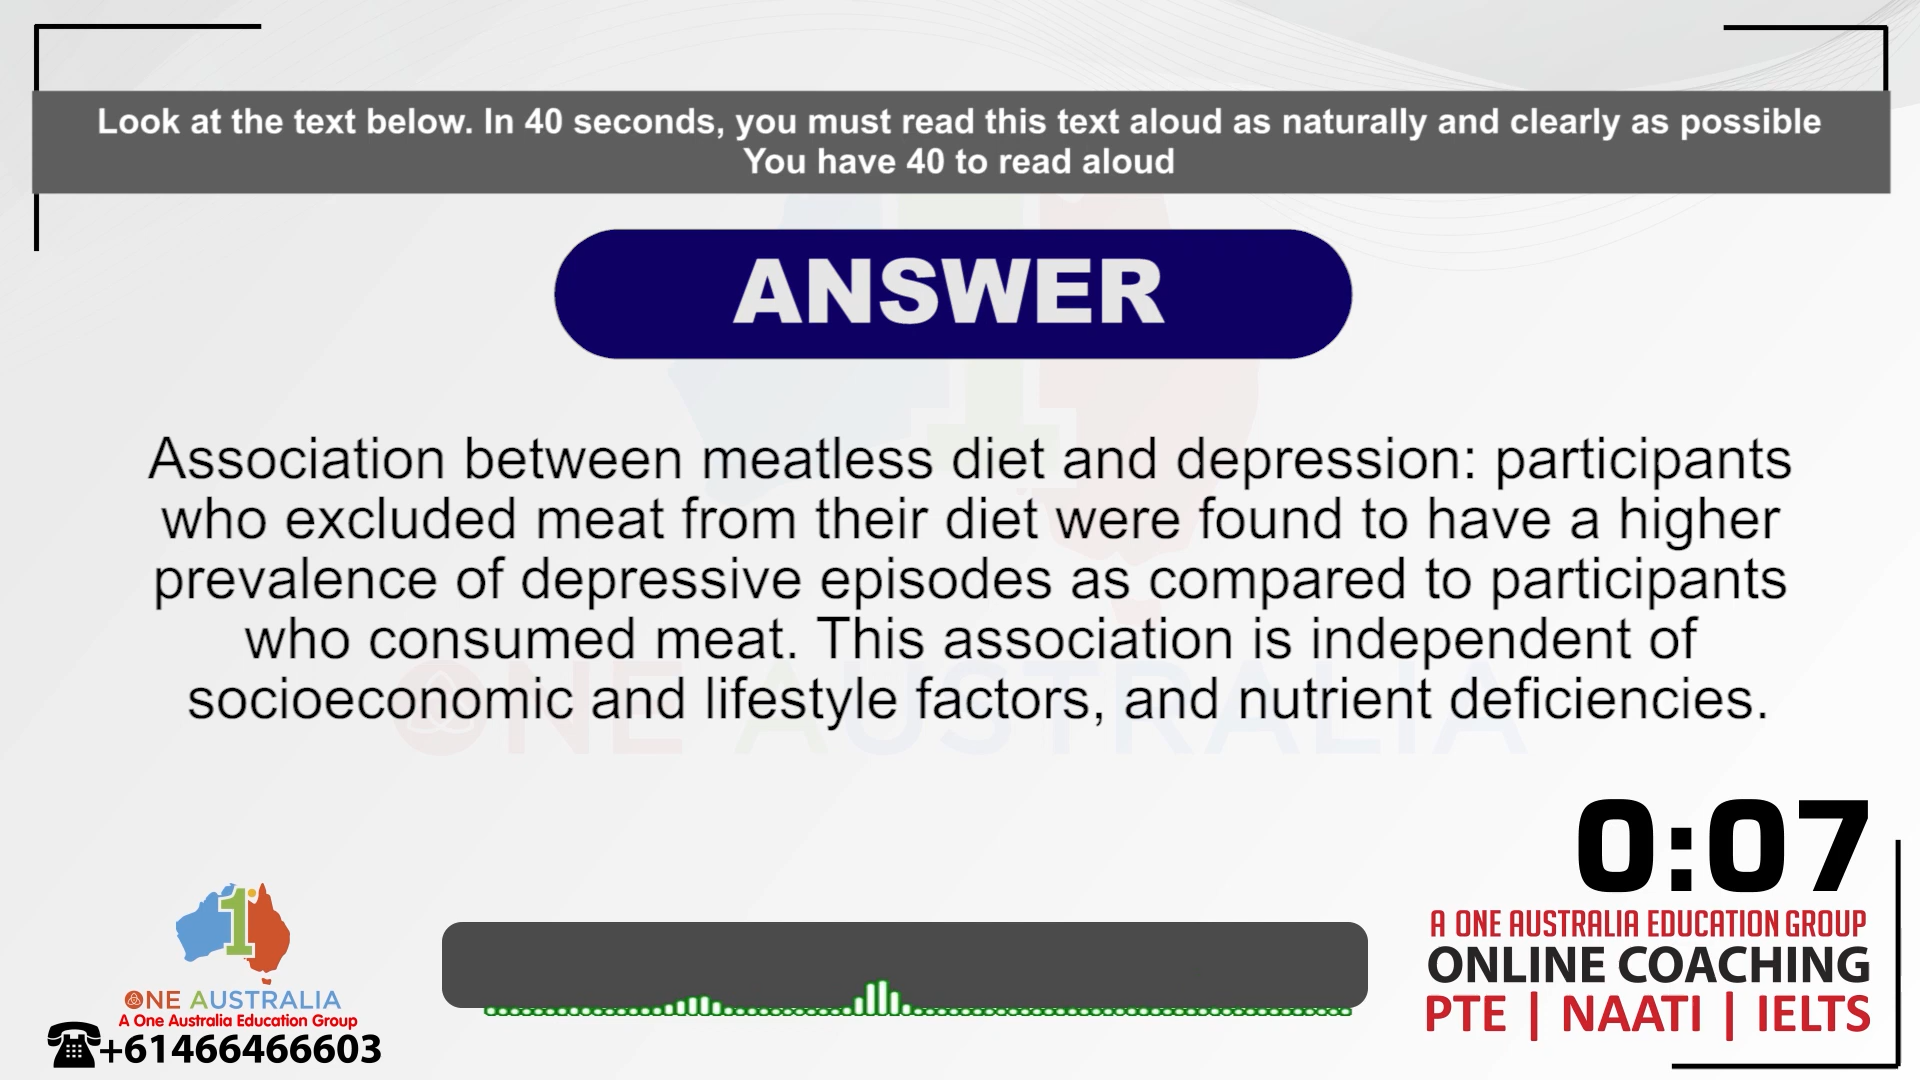 Look at the text below. In 40 seconds, you must read this text aloud as naturally and clearly as possible
You have 40 to read aloud
ANSWER
Association between meatless diet and depression: participants
who excluded meat from their diet were found to have a higher
prevalence of depressive episodes as compared to participants
who consumed meat. This association is independent of
socioeconomic and lifestyle factors, and nutrient deficiencies.
ONE AUSTRALIA
0:07
A ONE AUSTRALIA EDUCATION GROUP
ONLINE COACHING
PTE | NAATI | IELTS
1
ONE AUSTRALIA
A One Australia Education Group
+61466466603